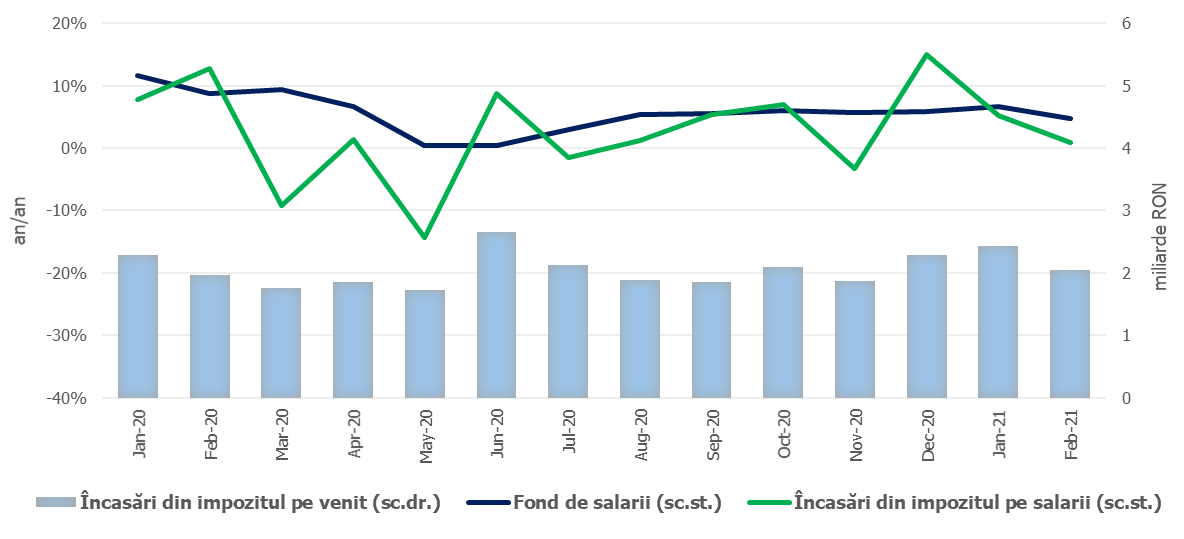 20%
10%
0%
-10%
-20%
-30%
-40%
an/an
6
5
4
3
2
1
0
miliarde RON
Jan-20
Feb-20
Mar-20
Apr-20
May-20
Jun-20
Jul-20
Aug-20
Sep-20
Oct-20
Nov-20
Dec-20
Jan-21
Feb-21
Încasări din impozitul pe venit (sc.dr.) Fond de salarii (sc.st.) Încasări din impozitul pe salarii (sc.st.)